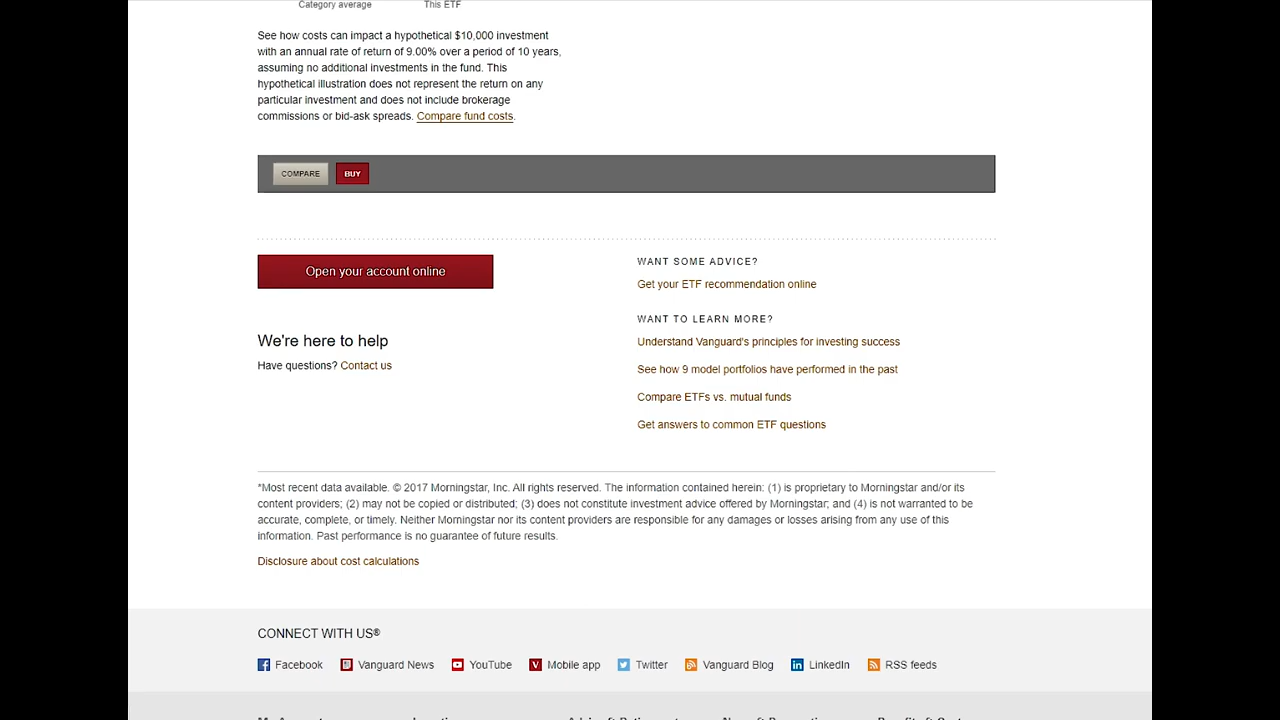 Category average This ETF
See how costs can impact a hypothetical $10,000 investment
with an annual rate of return of 9.00% over a period of 10 years,
assuming no additional investments in the fund. This
hypothetical illustration does not represent the return on any
particular investment and does not include brokerage
commissions or bid-ask spreads. Compare fund costs.
COMPARE BUY
Open your account online
We're here to help
Have questions? Contact us
WANT SOME ADVICE?
Get your ETF recommendation online
WANT TO LEARN MORE?
Understand Vanguard's principles for investing success
See how 9 model portfolios have performed in the past
Compare ETFs vs. mutual funds
Get answers to common ETF questions
*Most recent data available. © 2017 Morningstar, Inc. All rights reserved. The information contained herein: (1) is proprietary to Morningstar and/or its
content providers; (2) may not be copied or distributed; (3) does not constitute investment advice offered by Morningstar; and (4) is not warranted to be
accurate, complete, or timely. Neither Morningstar nor its content providers are responsible for any damages or losses arising from any use of this
information. Past performance is no guarantee of future results.
Disclosure about cost calculations
CONNECT WITH US®
Facebook Vanguard News YouTube Mobile app Twitter Vanguard Blog LinkedIn RSS feeds